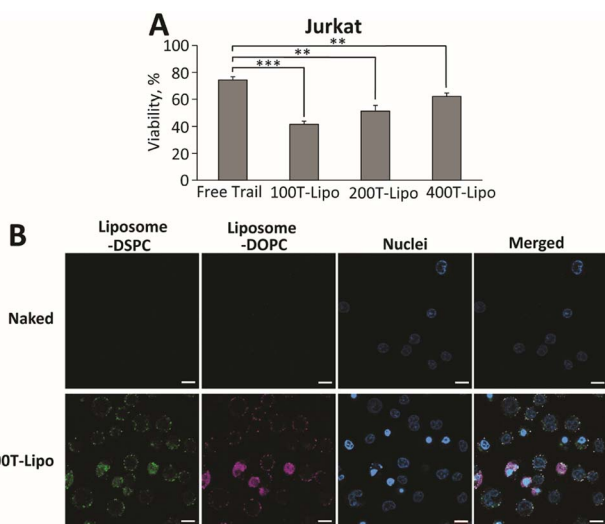 A
Jurkat
Viability, %
100
80
60
40
20
0
**
**
***
Free Trail 100T-Lipo 200T-Lipo 400T-Lipo
B
Liposome
-DSPC
Liposome
-DOPC
Nuclei
Merged
Naked
00T-Lipo